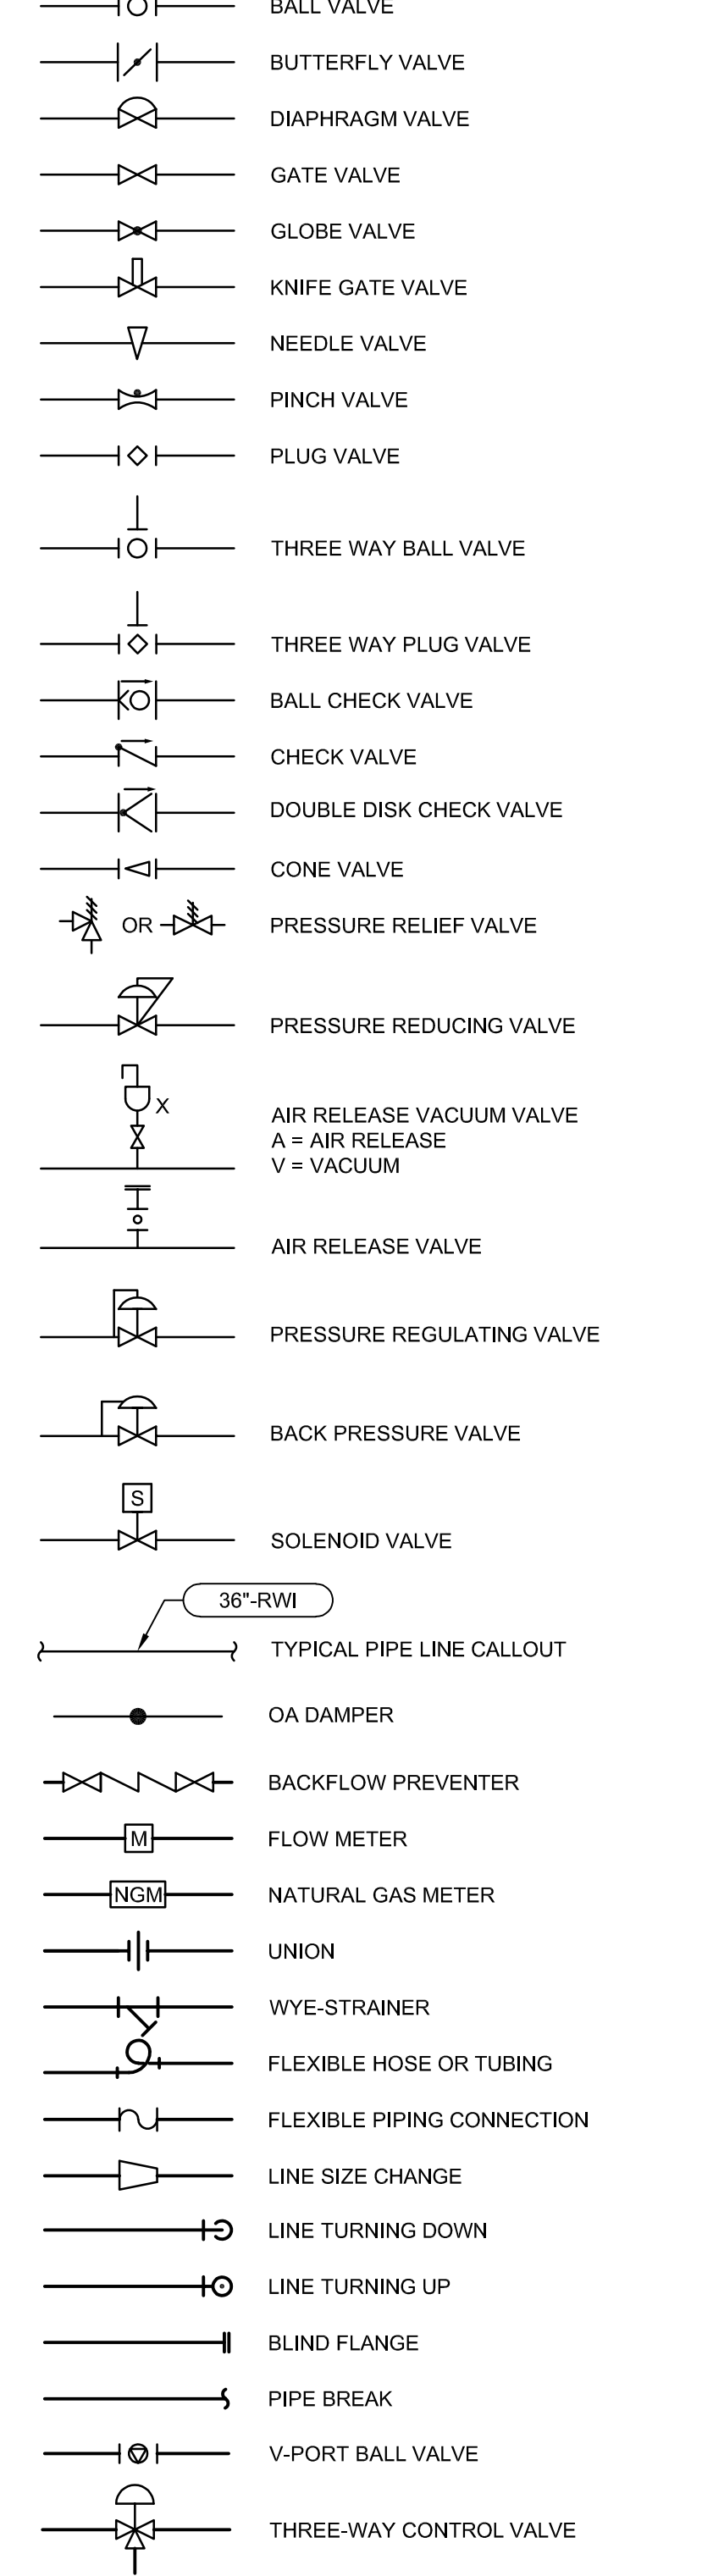 BALL VALVE
BUTTERFLY VALVE
DIAPHRAGM VALVE
GATE VALVE
GLOBE VALVE
KNIFE GATE VALVE
NEEDLE VALVE
PINCH VALVE
PLUG VALVE
THREE WAY BALL VALVE
THREE WAY PLUG VALVE
BALL CHECK VALVE
CHECK VALVE
DOUBLE DISK CHECK VALVE
CONE VALVE
OR PRESSURE RELIEF VALVE
PRESSURE REDUCING VALVE
X
AIR RELEASE VACUUM VALVE
A = AIR RELEASE
V = VACUUM
AIR RELEASE VALVE
PRESSURE REGULATING VALVE
BACK PRESSURE VALVE
S
SOLENOID VALVE
36"-RWI
TYPICAL PIPE LINE CALLOUT
OA DAMPER
BACKFLOW PREVENTER
M FLOW METER
NGM NATURAL GAS METER
UNION
WYE-STRAINER
FLEXIBLE HOSE OR TUBING
FLEXIBLE PIPING CONNECTION
LINE SIZE CHANGE
LINE TURNING DOWN
LINE TURNING UP
BLIND FLANGE
PIPE BREAK
V-PORT BALL VALVE
THREE-WAY CONTROL VALVE